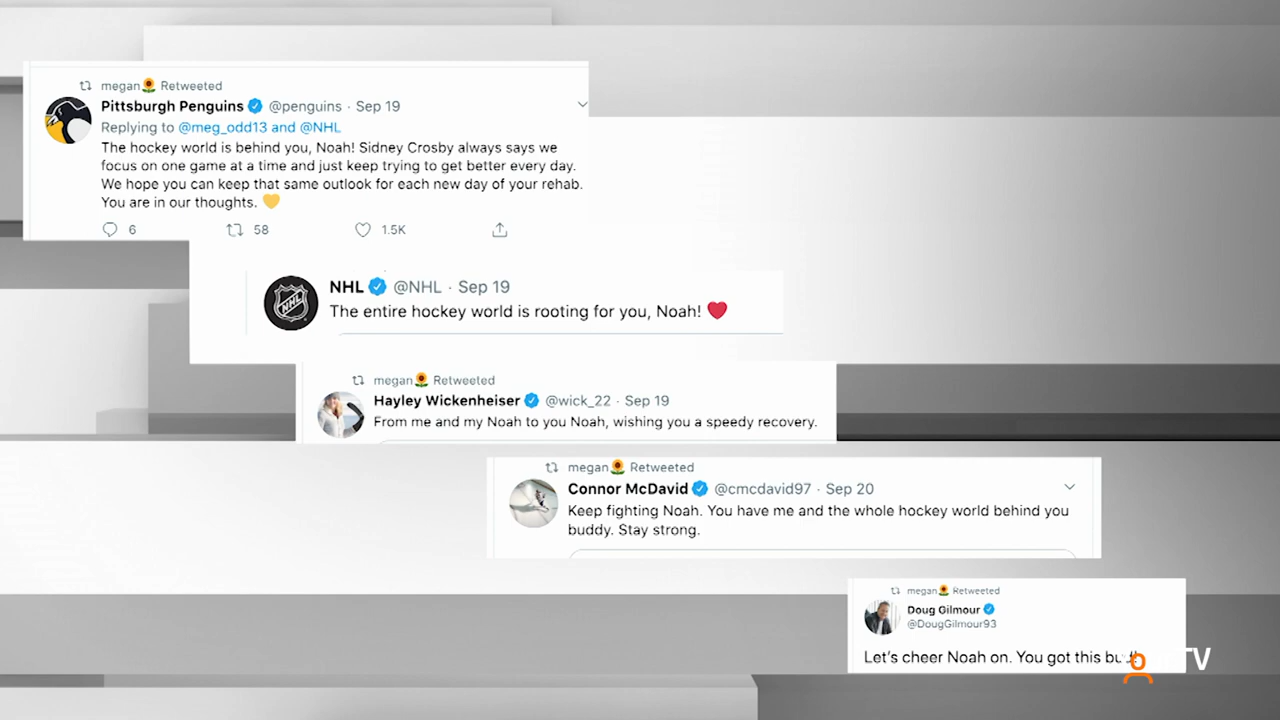 megan🌻 Retweeted
Pittsburgh Penguins @penguins · Sep 19
Replying to @meg_odd13 and @NHL
The hockey world is behind you, Noah! Sidney Crosby always says we
focus on one game at a time and just keep trying to get better every day.
We hope you can keep that same outlook for each new day of your rehab.
You are in our thoughts. 💛
6 58 1.5K
NHL
NHL @NHL · Sep 19
The entire hockey world is rooting for you, Noah! ❤️
megan🌻 Retweeted
Hayley Wickenheiser @wick_22 · Sep 19
From me and my Noah to you Noah, wishing you a speedy recovery.
megan🌻 Retweeted
Connor McDavid @cmcdavid97 · Sep 20
Keep fighting Noah. You have me and the whole hockey world behind you
buddy. Stay strong.
megan🌻 Retweeted
Doug Gilmour
@DougGilmour93
Let's cheer Noah on. You got this
TV